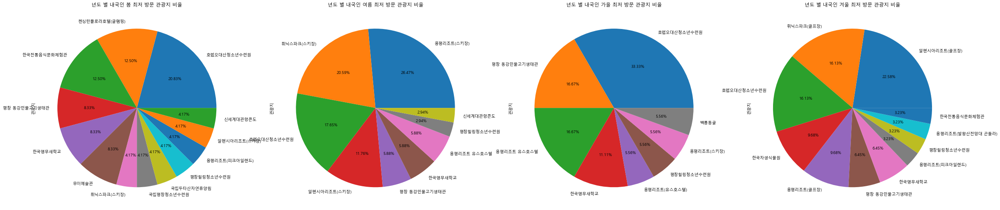 년도 별 내국인 봄 최저 방문 관광지 비율
켄싱턴플로라호텔(글램핑)
한국전통음식문화체험관
호렙오대산청소년수련원
12.50%
12.50%
20.83%
관광지
평창 동강민물고기생태관
8.33%
4.17%
신세계대관령콘도
8.33%
4.17%
알펜시아리조트(스키장)
8.33%
4.17%
4.17%
4.17%
4.17%
4.17%
한국앵무새학교
용평리조트(피크아일랜드)
무이예술관
평창힐링청소년수련원
국립두타산자연휴양림
휘닉스파크(스키장)
국립평창청소년수련원
년도 별 내국인 여름 최저 방문 관광지 비율
휘닉스파크(스키장)
용평리조트(스키장)
20.59%
26.47%
관광지
17.65%
2.94%
신세계대관령콘도
2.94%
평창힐링청소년수련원
호렙오대산청소년수련원
5.88%
5.88%
11.76%
5.88%
용평리조트 유스호스텔
한국앵무새학교
알펜시아리조트(스키장)
평창 동강민물고기생태관
년도 별 내국인 가을 최저 방문 관광지 비율
호렙오대산청소년수련원
평창 동강민물고기생태관
33.33%
16.67%
관광지
5.56%
백룡동굴
16.67%
5.56%
5.56%
11.11%
5.56%
용평리조트 유스호스텔
용평리조트(스키장)
평창힐링청소년수련원
한국앵무새학교
용평리조트(유스호스텔)
년도 별 내국인 겨울 최저 방문 관광지 비율
휘닉스파크(골프장)
알펜시아리조트(골프장)
16.13%
22.58%
호렙오대산청소년수련원
16.13%
관광지
3.23%
한국전통음식문화체험관
3.23%
용평리조트(발왕산전망대 곤돌라)
3.23%
3.23%
9.68%
6.45%
9.68%
6.45%
평창힐링청소년수련원
한국자생식물원
용평리조트(피크아일랜드)
한국앵무새학교
용평리조트(골프장)
평창 동강민물고기생태관